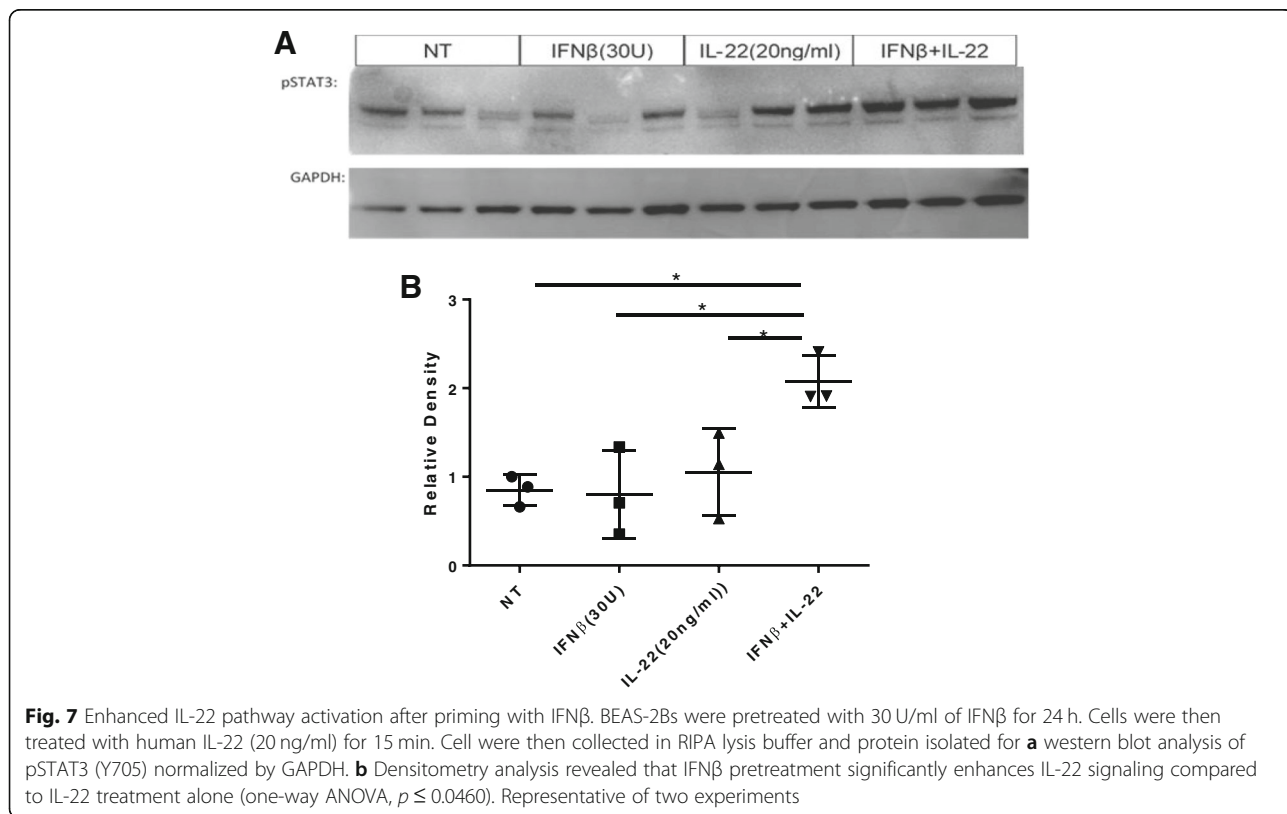 A
NT IFNβ(30U) IL-22(20ng/ml) IFNβ+IL-22
pSTAT3:
GAPDH:
B
*
*
*
3
2
1
0
Relative Density
NT
IFNβ(30U)
IL-22(20ng/ml))
IFNβ+IL-22
Fig. 7 Enhanced IL-22 pathway activation after priming with IFNβ. BEAS-2Bs were pretreated with 30 U/ml of IFNβ for 24 h. Cells were then
treated with human IL-22 (20 ng/ml) for 15 min. Cell were then collected in RIPA lysis buffer and protein isolated for a western blot analysis of
pSTAT3 (Y705) normalized by GAPDH. b Densitometry analysis revealed that IFNβ pretreatment significantly enhances IL-22 signaling compared
to IL-22 treatment alone (one-way ANOVA, p ≤ 0.0460). Representative of two experiments